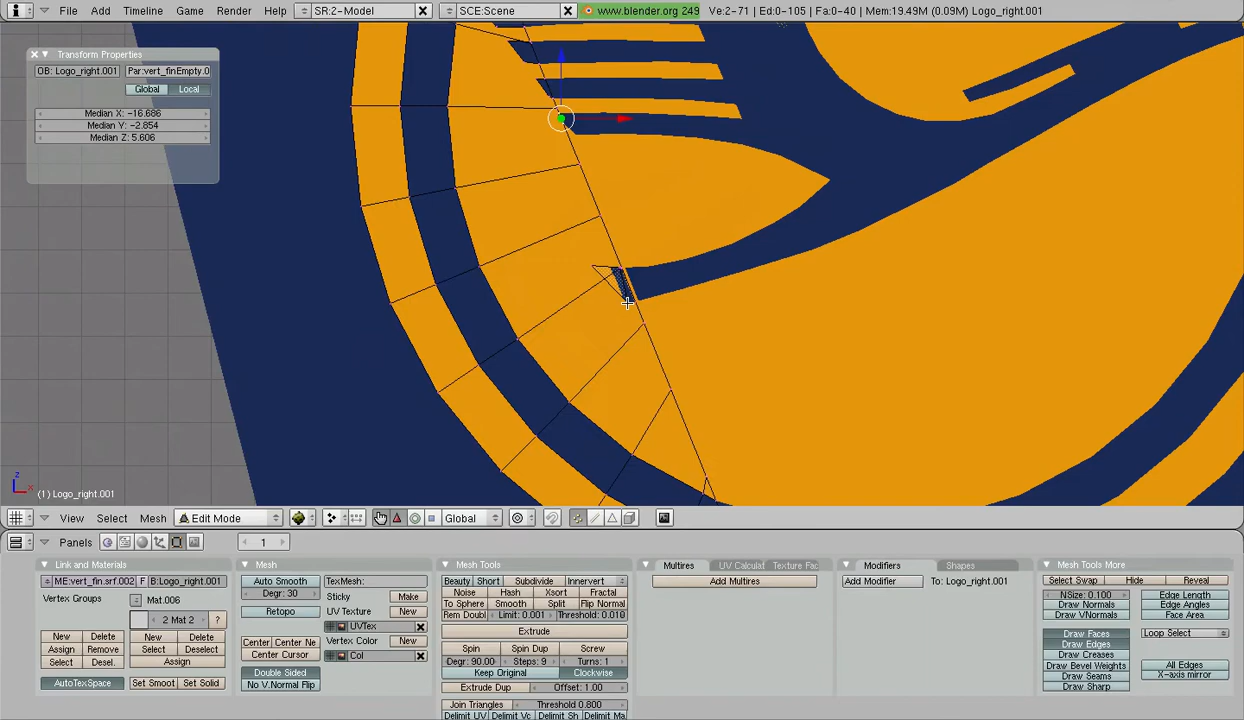 File Add Timeline Game Render Help SR:2-Model SCE:Scene www.blender.org 249 Ve:2-71 | Ed:0-105 | Fa:0-40 | Mem:19.49M (0.09M) Logo_right.001
Transform Properties
OB: Logo_right.001 Par:vert_finEmpty.0
Global Local
Median X: -16.686
Median Y: -2.854
Median Z: 5.606
z
x
(1) Logo_right.001
View Select Mesh Edit Mode Global
Panels 1
Link and Materials Mesh Mesh Tools Multires UV Calculat Texture Fac Modifiers Shapes Mesh Tools More
ME:vert_fin.srf.002 F B:Logo_right.001 Auto Smooth TexMesh: Beauty Short Subdivide Innervert Add Multires Add Modifier To: Logo_right.001 Select Swap Hide Reveal
Vertex Groups Mat.006 Degr: 30 Sticky Make Noise Hash Xsort Fractal NSize: 0.100 Edge Length
To Sphere Smooth Split Flip Normal Draw Normals Edge Angles
2 Mat 2 ? Retopo UV Texture New Rem Doubl Limit: 0.001 Threshold: 0.010 Draw VNormals Face Area
UVTex
New Delete New Delete Center Center Ne Vertex Color New Extrude Draw Faces Loop Select
Assign Remove Select Deselect Center Cursor Col Spin Spin Dup Screw Draw Edges
Select Desel. Assign Degr: 90.00 Steps: 9 Turns: 1 Draw Creases
Double Sided Keep Original Clockwise Draw Bevel Weights All Edges
AutoTexSpace Set Smoot Set Solid No V.Normal Flip Extrude Dup Offset: 1.00 Draw Seams X-axis mirror
Draw Sharp
Join Triangles Threshold 0.800
Delimit UV Delimit Vc Delimit Sh Delimit Ma